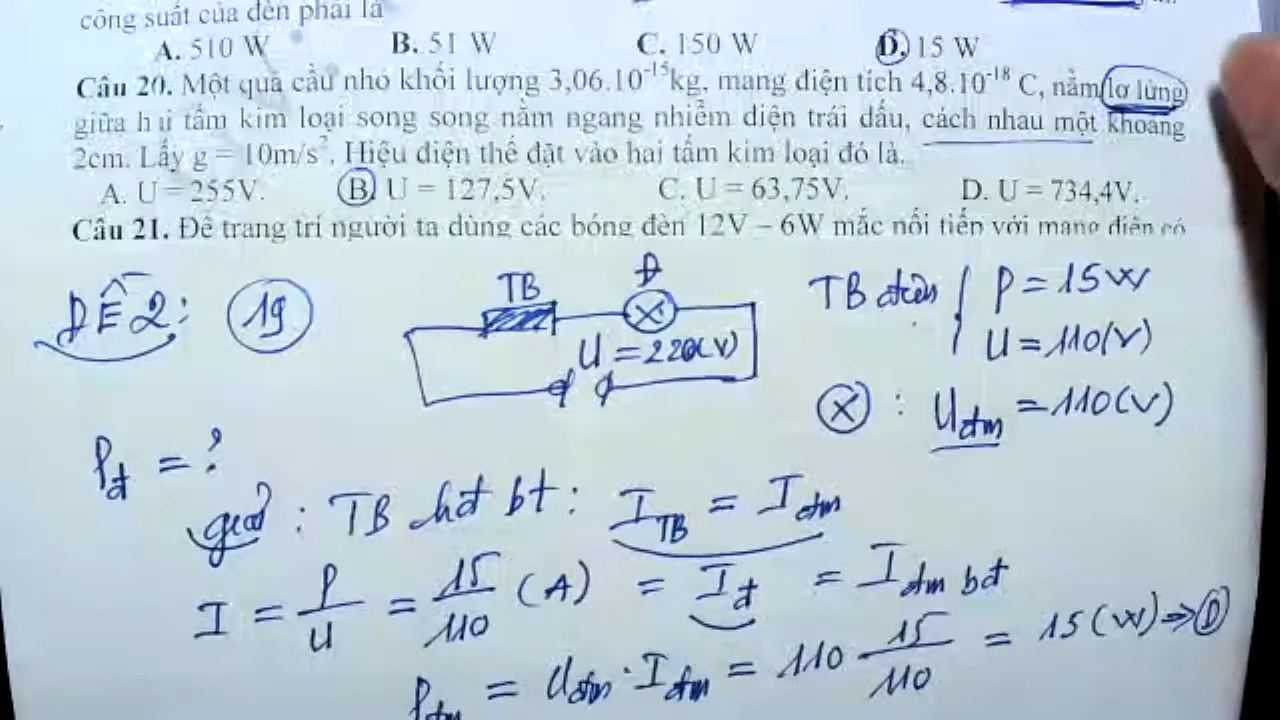 công suất của đèn phải là
A. 510 W B. 51 W C. 150 W D. 15 W
Câu 20. Một quả cầu nhỏ khối lượng 3,06.10⁻¹⁵kg, mang điện tích 4,8.10⁻¹⁸ C, nằm lơ lửng
giữa hai tấm kim loại song song nằm ngang nhiễm điện trái dấu, cách nhau một khoảng
2cm. Lấy g = 10m/s². Hiệu điện thế đặt vào hai tấm kim loại đó là.
A. U = 255V. B. U = 127,5V. C. U = 63,75V. D. U = 734,4V.
Câu 21. Để trang trí người ta dùng các bóng đèn 12V – 6W mắc nối tiếp với mạng điện có
ĐỀ 2: 19
TB Đ
U = 220(V)
TB điện { P = 15W
U = 110(V)
X : Uđm = 110(V)
Pđ = ?
giải : TB hđ bt : I_TB = Iđm
I = P/U = 15/110 (A) = Iđ = Iđm bđ
Pđm = Uđm . Iđm = 110 15/110 = 15(W) => D